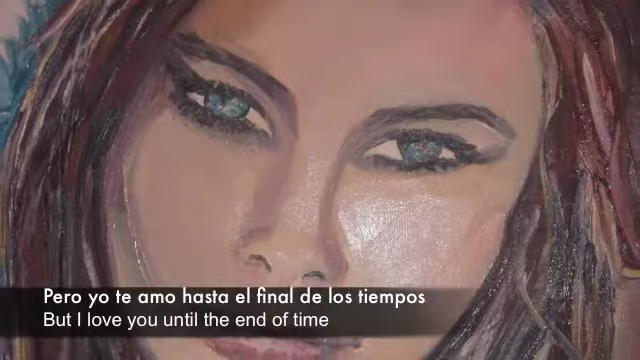 Pero yo te amo hasta el final de los tiempos
But I love you until the end of time